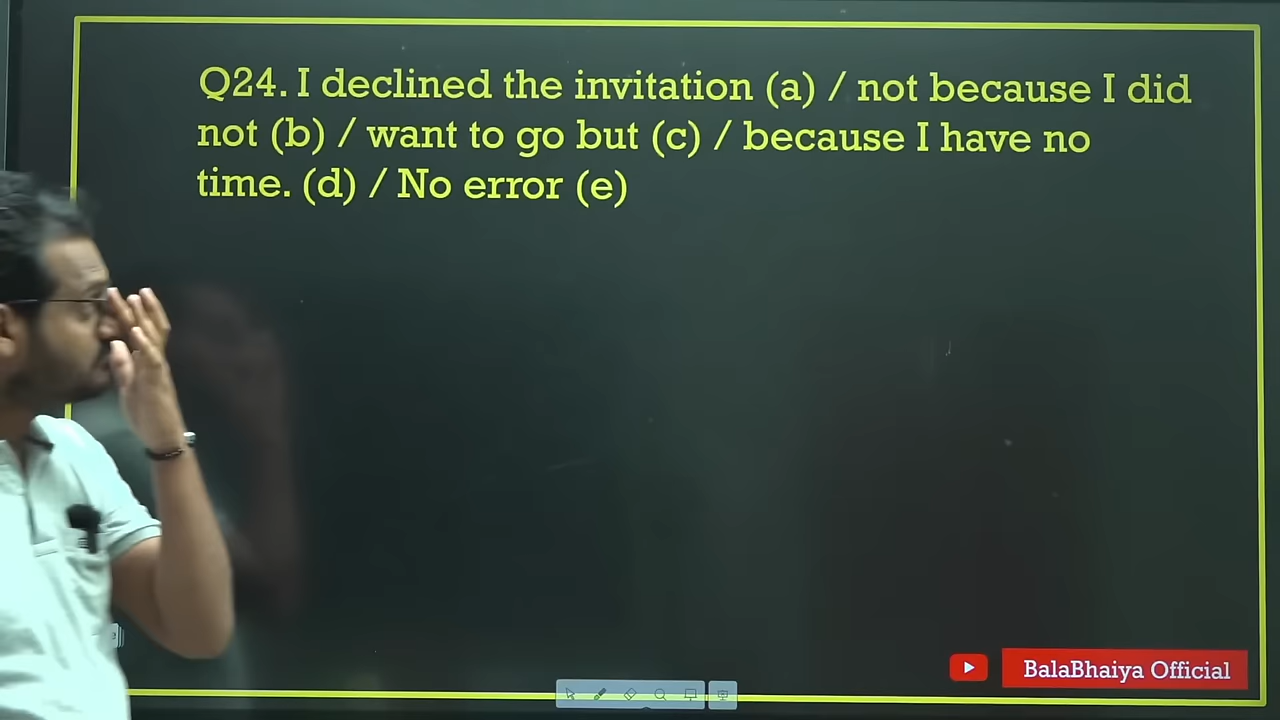 Q24. I declined the invitation (a) / not because I did
not (b) / want to go but (c) / because I have no
time. (d) / No error (e)
BalaBhaiya Official